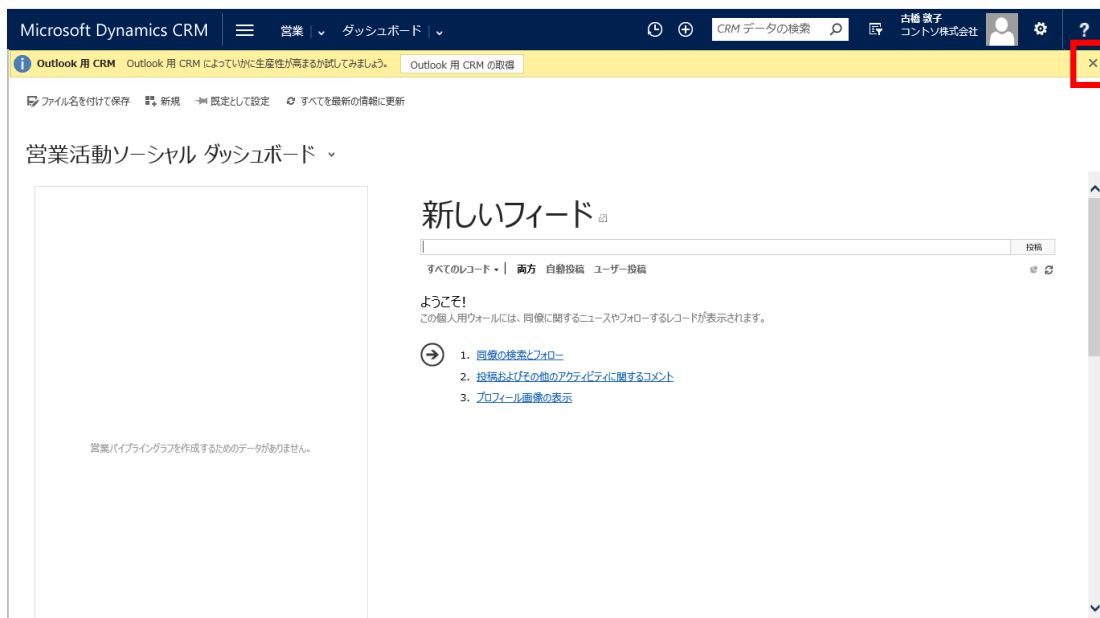 Microsoft Dynamics CRM 営業 ダッシュボード CRM データの検索 古橋 敦子 コントソ株式会社 ?
Outlook 用 CRM Outlook 用 CRM によっていかに生産性が高まるか試してみましょう。 Outlook 用 CRM の取得
ファイル名を付けて保存 新規 既定として設定 すべてを最新の情報に更新
営業活動ソーシャル ダッシュボード
新しいフィード
投稿
すべてのレコード 両方 自動投稿 ユーザー投稿
ようこそ!
この個人用ウォールには、同僚に関するニュースやフォローするレコードが表示されます。
1. 同僚の検索とフォロー
2. 投稿およびその他のアクティビティに関するコメント
3. プロフィール画像の表示
営業パイプライングラフを作成するためのデータがありません。